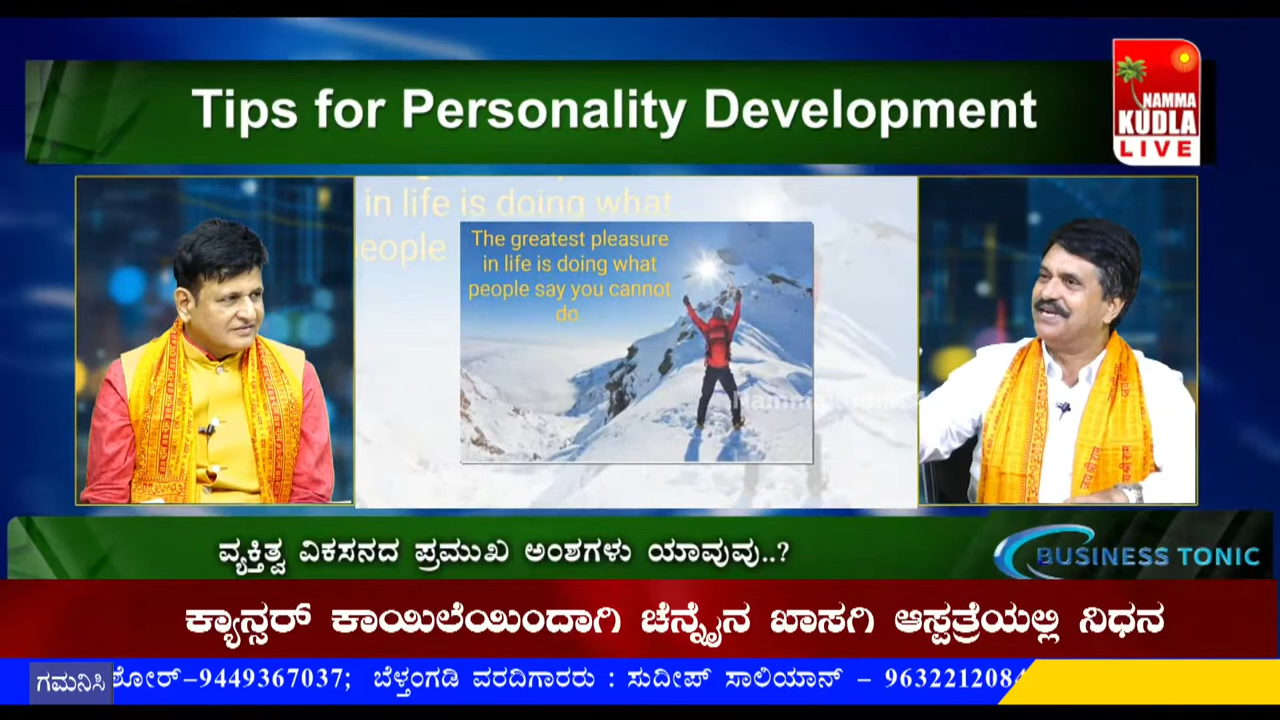 Tips for Personality Development
NAMMA
KUDLA
LIVE
in life is doing what
people
The greatest pleasure
in life is doing what
people say you cannot
do
ವ್ಯಕ್ತಿತ್ವ ವಿಕಸನದ ಪ್ರಮುಖ ಅಂಶಗಳು ಯಾವುವು..?
BUSINESS TONIC
ಕ್ಯಾನ್ಸರ್ ಕಾಯಿಲೆಯಿಂದಾಗಿ ಚೆನ್ನೈನ ಖಾಸಗಿ ಆಸ್ಪತ್ರೆಯಲ್ಲಿ ನಿಧನ
ಗಮನಿಸಿ ಶೋರ್-9449367037; ಬೆಳ್ತಂಗಡಿ ವರದಿಗಾರರು : ಸುದೀಪ್ ಸಾಲಿಯಾನ್ - 963221208